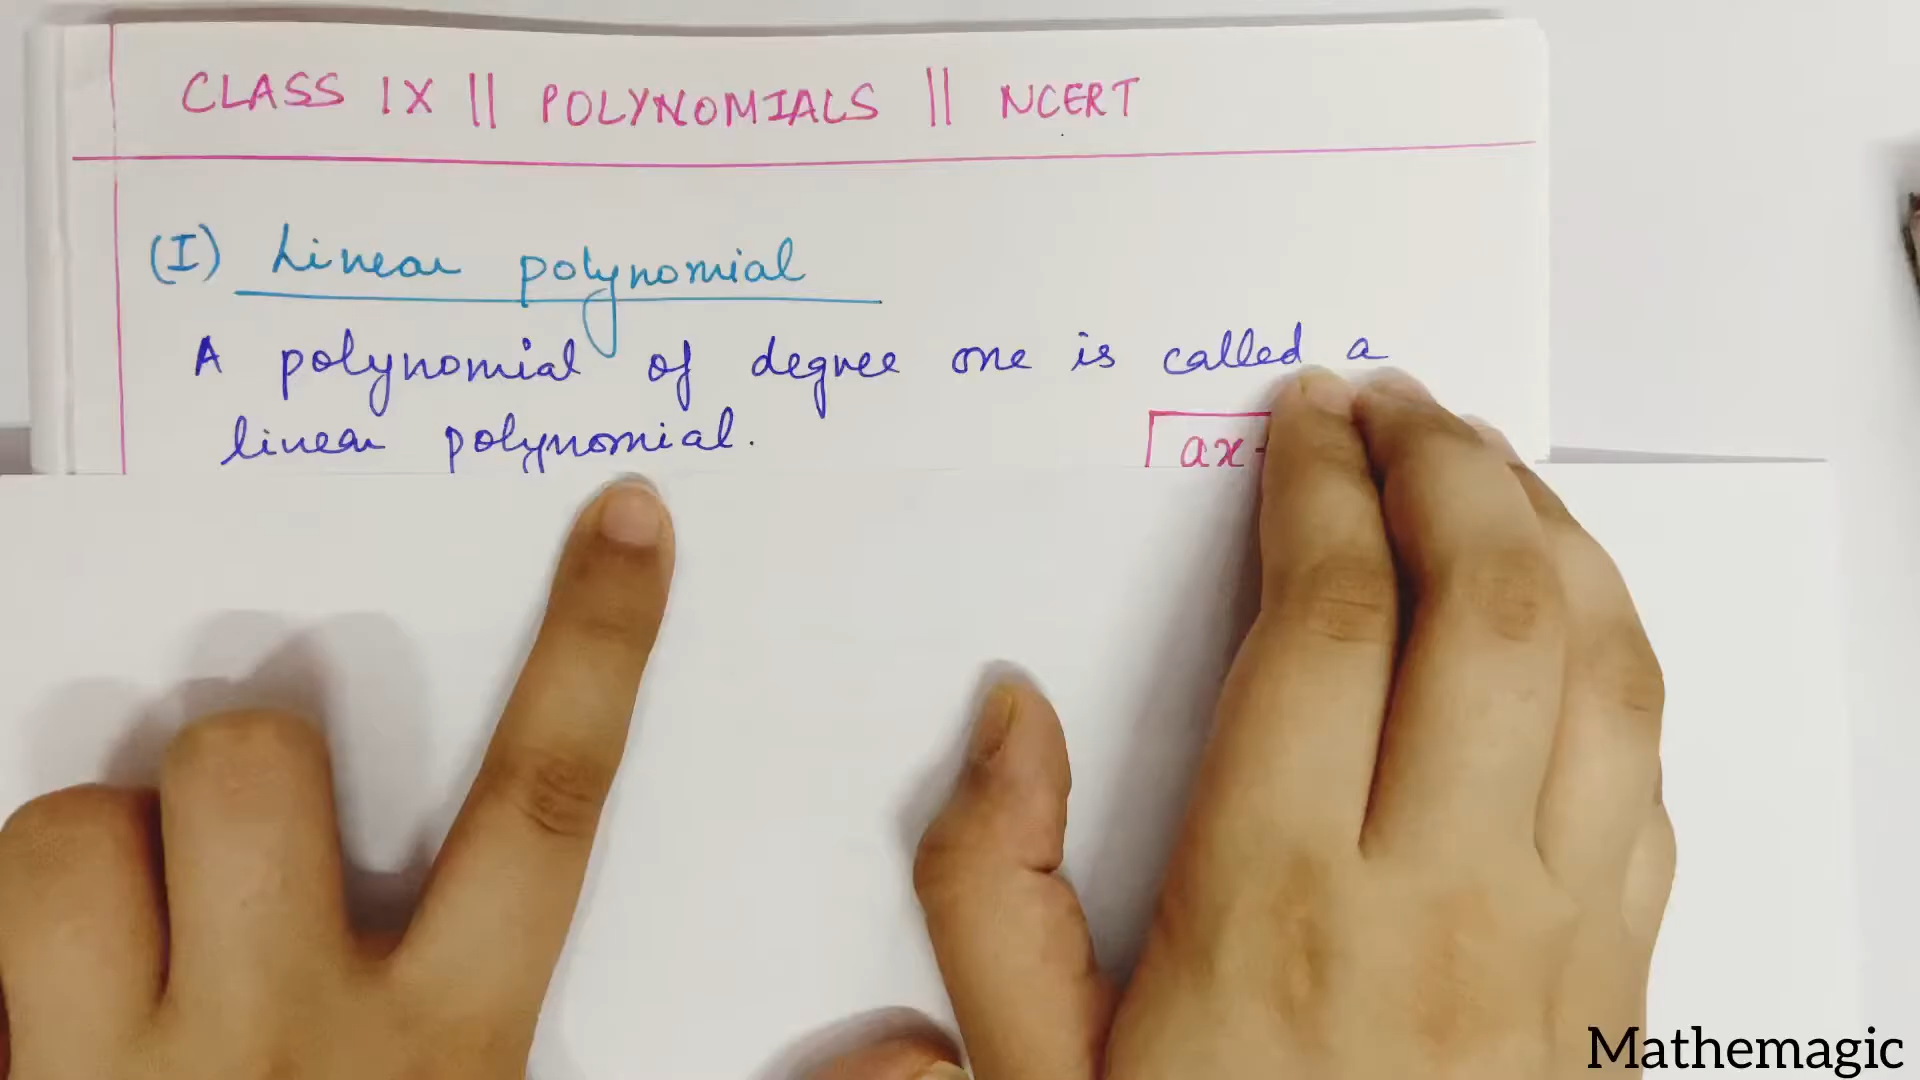 CLASS IX || POLYNOMIALS || NCERT
(I) Linear polynomial
A polynomial of degree one is called a
linear polynomial.
ax
Mathemagic